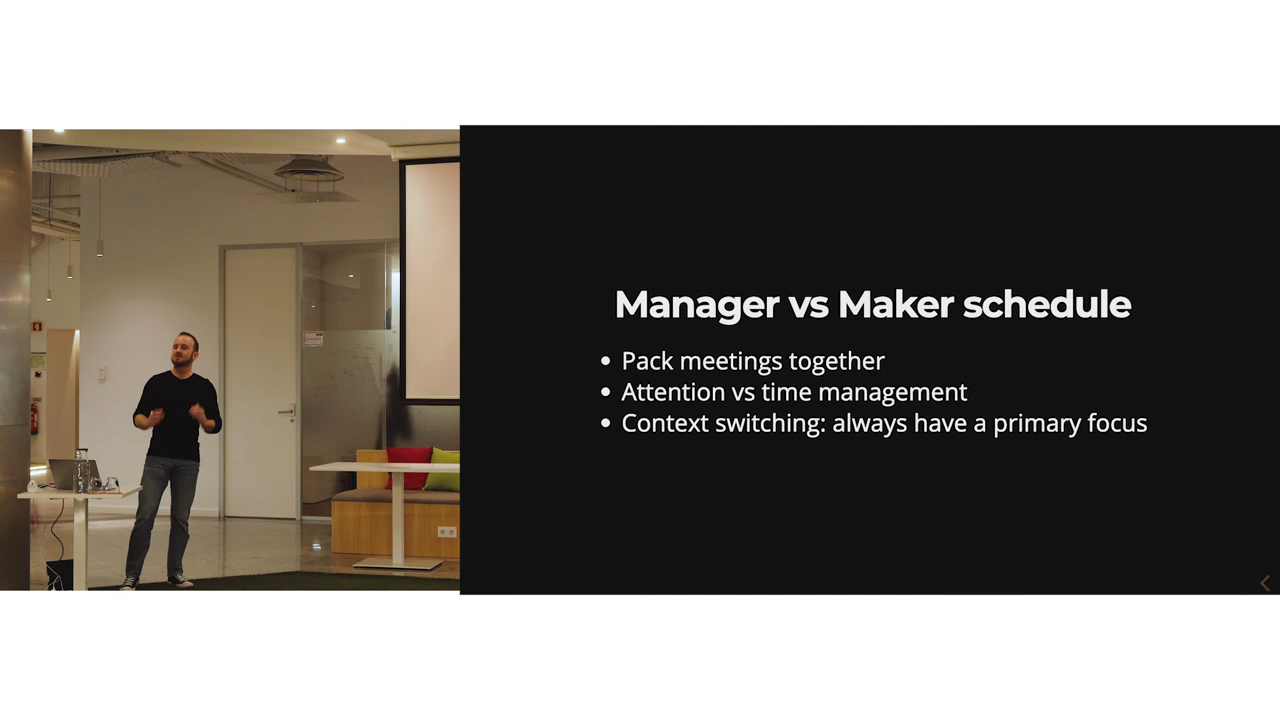 Manager vs Maker schedule
Pack meetings together
Attention vs time management
Context switching: always have a primary focus